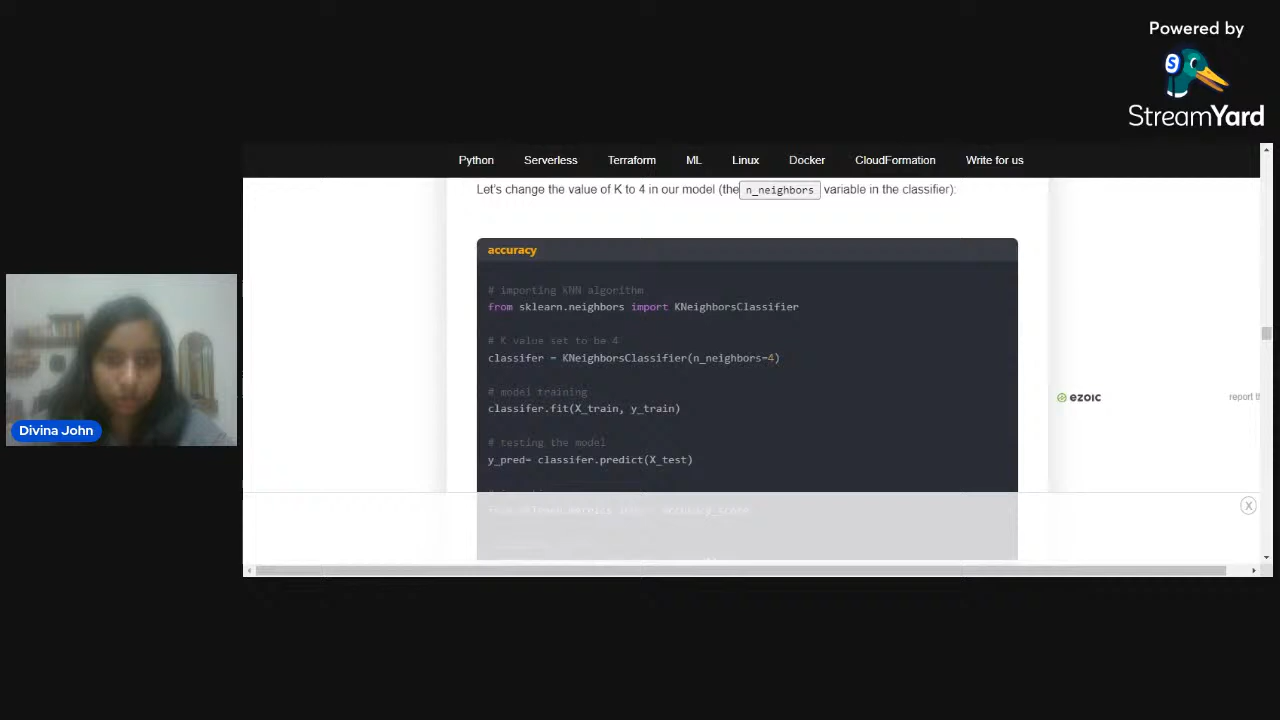 Powered by
S
StreamYard
Python Serverless Terraform ML Linux Docker CloudFormation Write for us
Let's change the value of K to 4 in our model (the n_neighbors variable in the classifier):
accuracy
# importing KNN algorithm
from sklearn.neighbors import KNeighborsClassifier
# K value set to be 4
classifer = KNeighborsClassifier(n_neighbors=4)
# model training
classifer.fit(X_train, y_train)
# testing the model
y_pred= classifer.predict(X_test)
accuracy_score
X
ezoic
report
Divina John